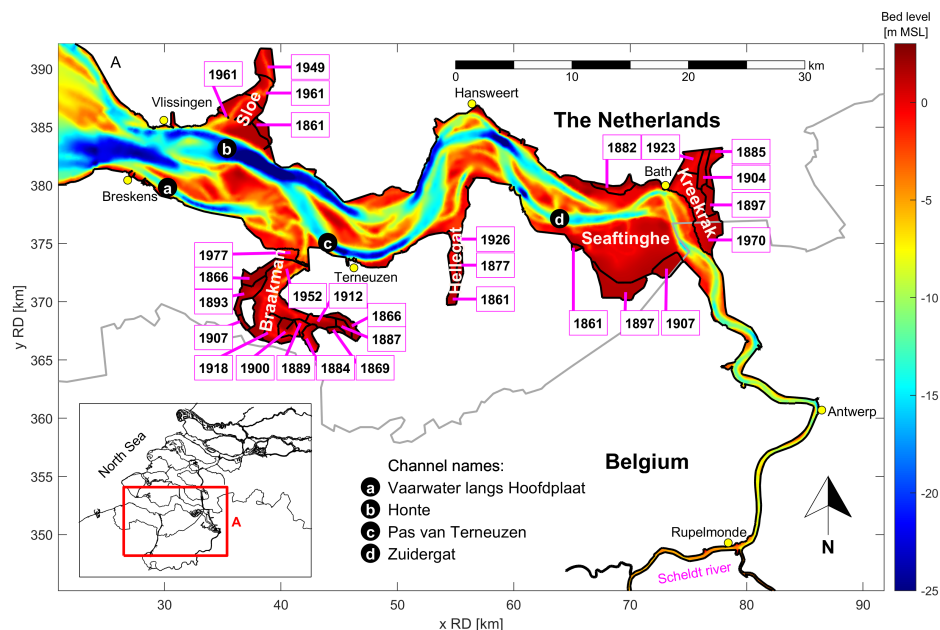 Bed level
[m MSL]
A
390
385
380
375
370
365
360
355
350
y RD [km]
30
40
50
60
70
80
90
x RD [km]
0
10
20
30
km
0
-5
-10
-15
-20
-25
Vlissingen
Breskens
Terneuzen
Hansweert
Bath
Antwerp
Rupelmonde
Scheldt river
The Netherlands
Belgium
Sloe
Braakman
Hellegat
Seaftinghe
Kreekrak
a
b
c
d
1961
1949
1961
1861
1977
1866
1893
1907
1918
1900
1889
1884
1869
1952
1912
1866
1887
1926
1877
1861
1882
1923
1885
1904
1897
1970
1861
1897
1907
Channel names:
a Vaarwater langs Hoofdplaat
b Honte
c Pas van Terneuzen
d Zuidergat
North Sea
A
N